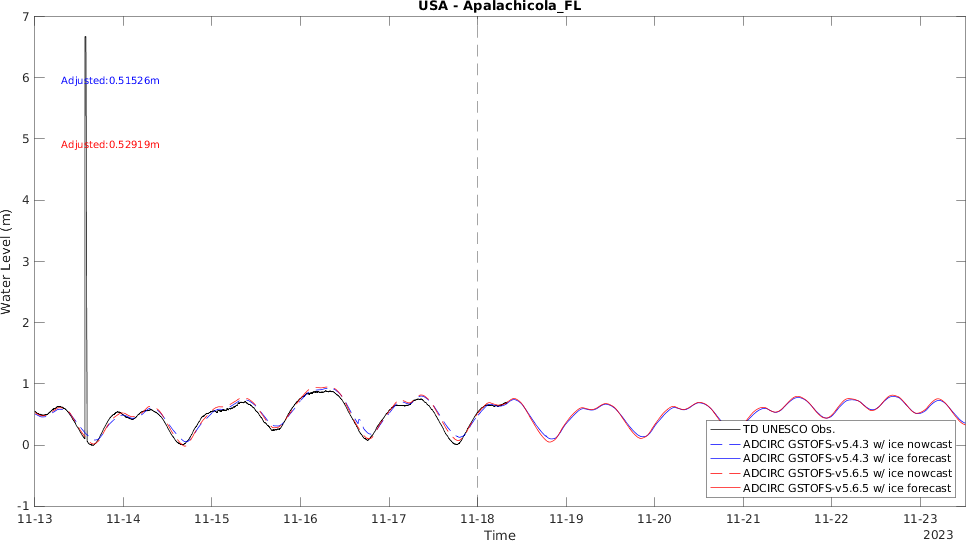 USA - Apalachicola_FL
7
6
5
4
3
2
1
0
-1
Water Level (m)
Adjusted:0.51526m
Adjusted:0.52919m
TD UNESCO Obs.
ADCIRC GSTOFS-v5.4.3 w/ ice nowcast
ADCIRC GSTOFS-v5.4.3 w/ ice forecast
ADCIRC GSTOFS-v5.6.5 w/ ice nowcast
ADCIRC GSTOFS-v5.6.5 w/ ice forecast
11-13 11-14 11-15 11-16 11-17 11-18 11-19 11-20 11-21 11-22 11-23
Time
2023